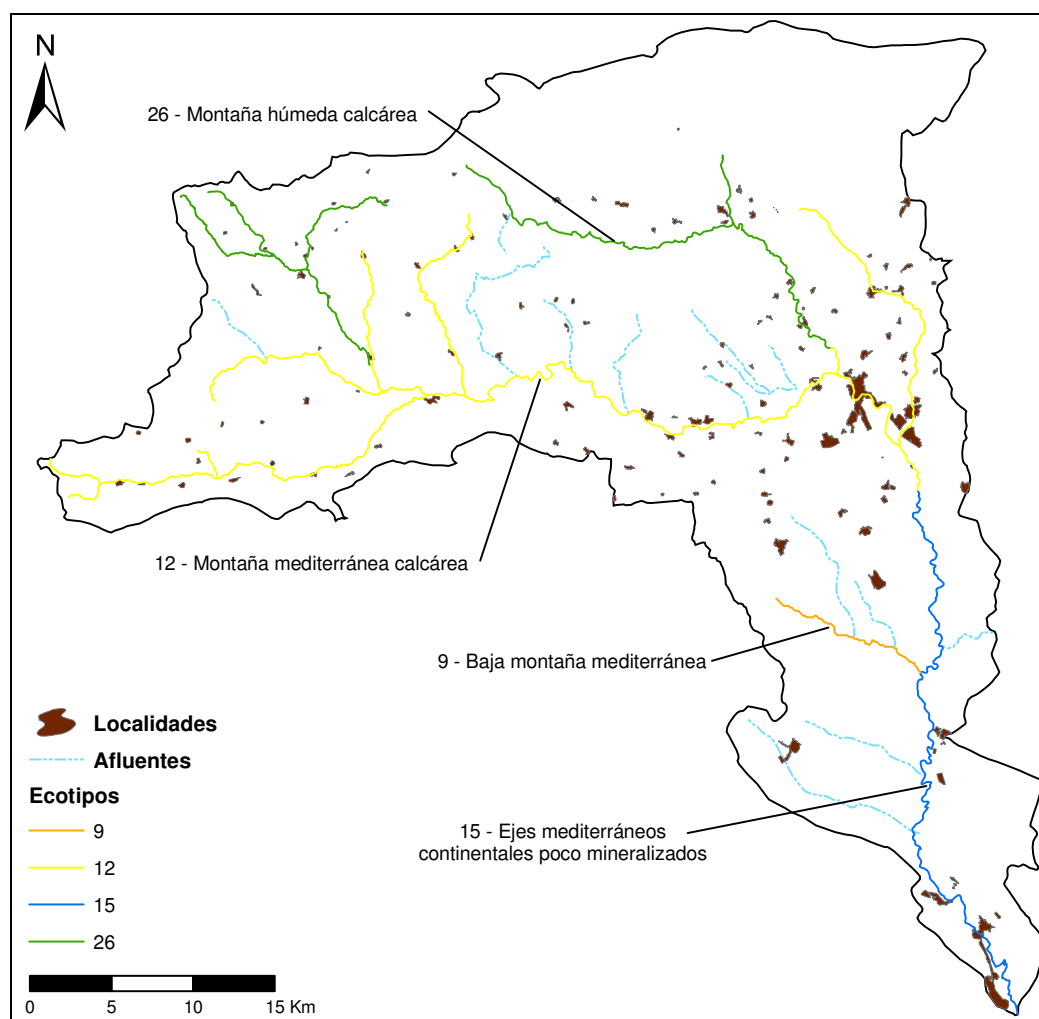 N
26 - Montaña húmeda calcárea
12 - Montaña mediterránea calcárea
9 - Baja montaña mediterránea
15 - Ejes mediterráneos
continentales poco mineralizados
Localidades
Afluentes
Ecotipos
9
12
15
26
0 5 10 15 Km